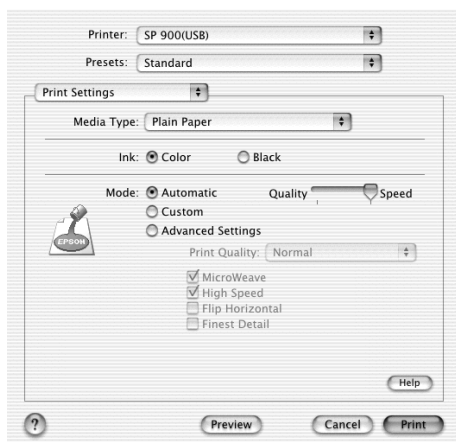 Printer: SP 900(USB)
Presets: Standard
Print Settings
Media Type: Plain Paper
Ink: Color Black
Mode: Automatic Quality Speed
Custom
EPSON
Advanced Settings
Print Quality: Normal
MicroWeave
High Speed
Flip Horizontal
Finest Detail
Help
? Preview Cancel Print